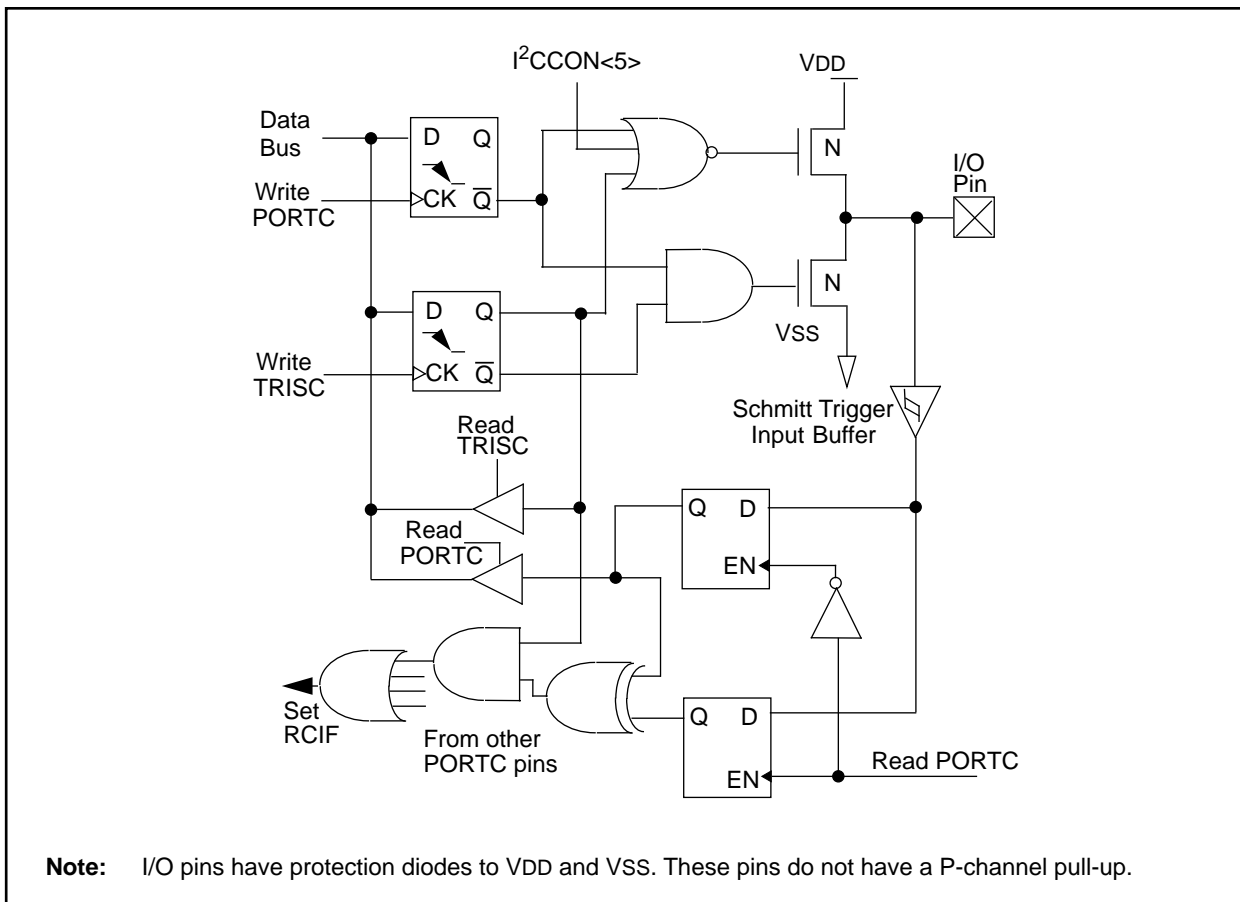 I²CCON<5>
VDD
Data
Bus
D Q
CK Q̅
Write
PORTC
N
I/O
Pin
D Q
CK Q̅
Write
TRISC
N
VSS
Schmitt Trigger
Input Buffer
Read
TRISC
Q D
EN
Read
PORTC
Set
RCIF
From other
PORTC pins
Q D
EN
Read PORTC
Note: I/O pins have protection diodes to VDD and VSS. These pins do not have a P-channel pull-up.